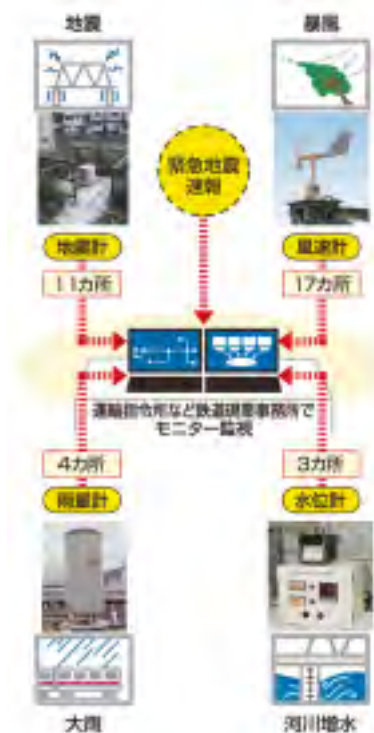 地震
暴風
緊急地震
速報
地震計
風速計
11カ所
17カ所
運輸指令所など鉄道現業事務所で
モニター監視
4カ所
3カ所
雨量計
水位計
大雨
河川増水